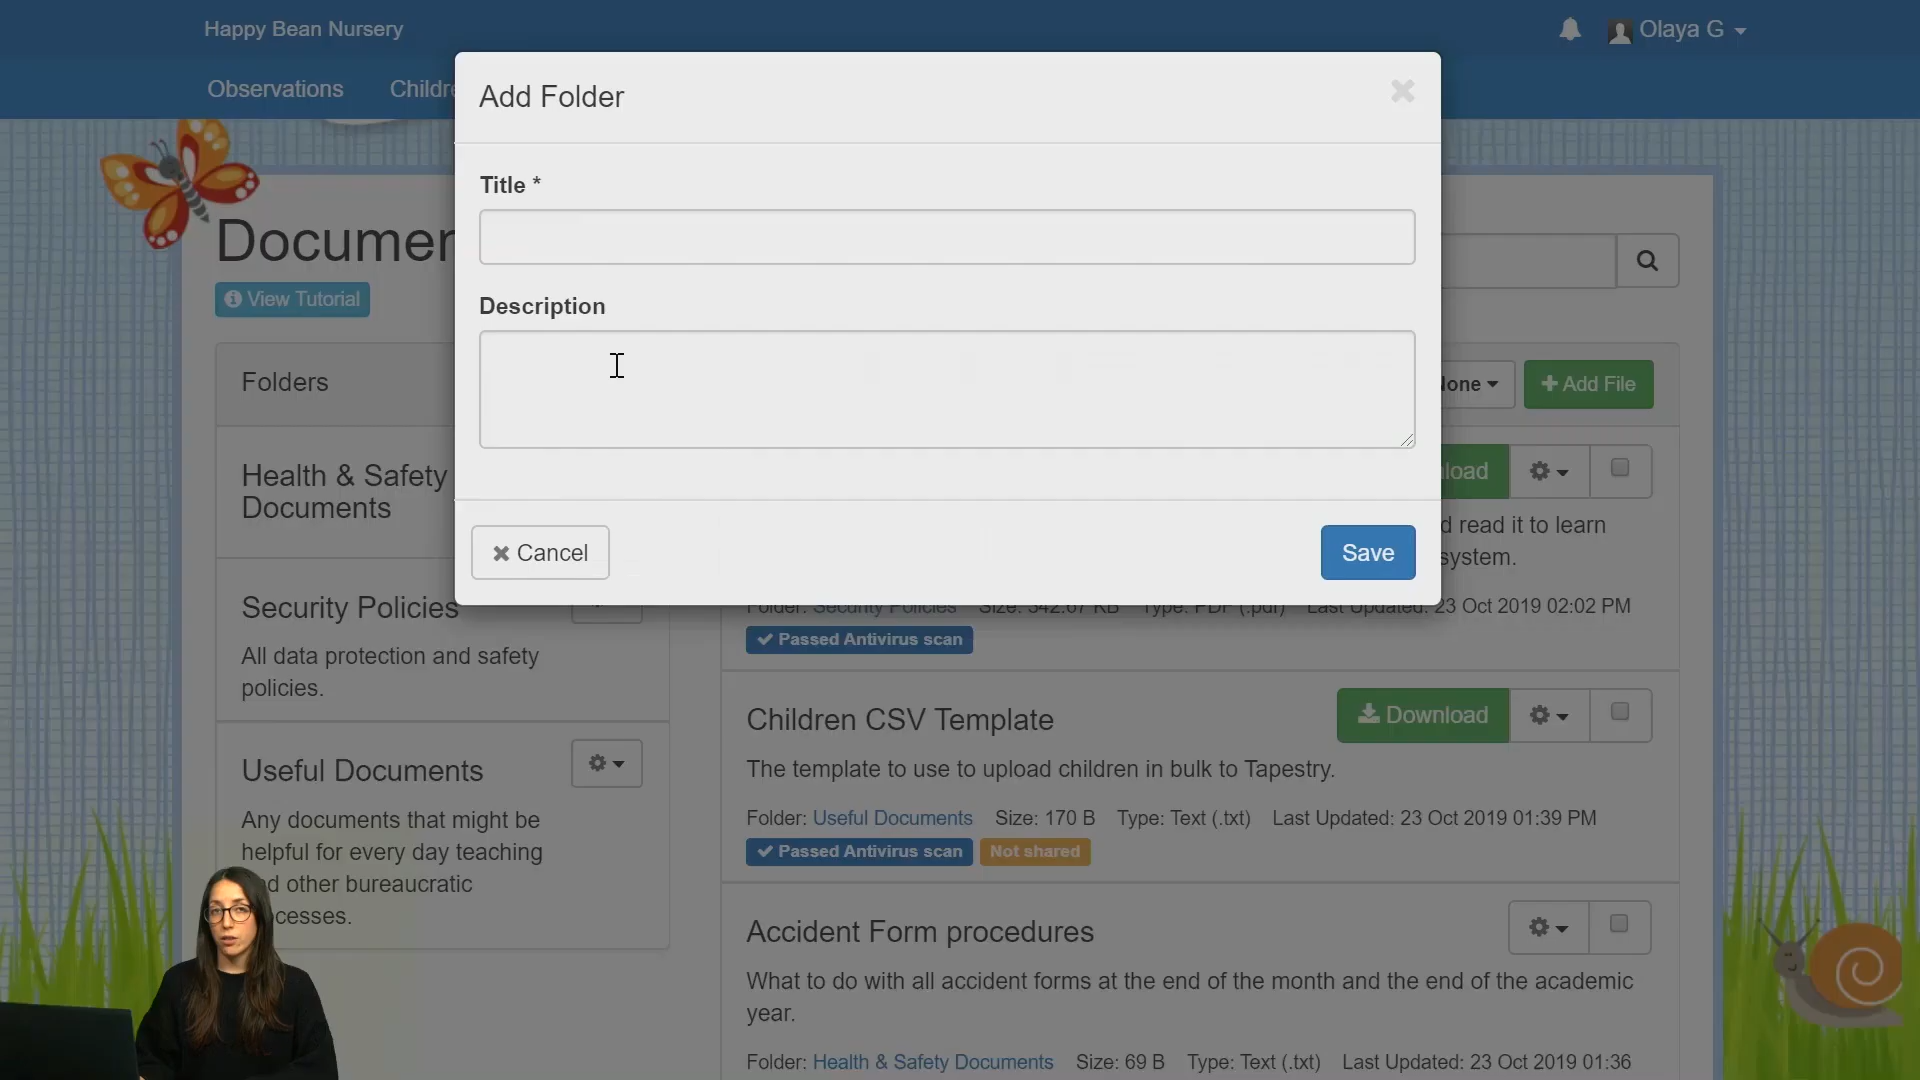 Happy Bean Nursery
Olaya G
Observations
Add Folder
Title *
Description
Cancel
Save
View Tutorial
Folders
Add File
Health & Safety
Documents
read it to learn
system.
Security Policies
All data protection and safety
policies.
Folder: Security Policies Size: 342.67 KB Type: PDF (.pdf) Last Updated: 23 Oct 2019 02:02 PM
Passed Antivirus scan
Children CSV Template
Download
The template to use to upload children in bulk to Tapestry.
Folder: Useful Documents Size: 170 B Type: Text (.txt) Last Updated: 23 Oct 2019 01:39 PM
Passed Antivirus scan Not shared
Useful Documents
Any documents that might be
helpful for every day teaching
other bureaucratic
Accident Form procedures
What to do with all accident forms at the end of the month and the end of the academic
year.
Folder: Health & Safety Documents Size: 69 B Type: Text (.txt) Last Updated: 23 Oct 2019 01:36